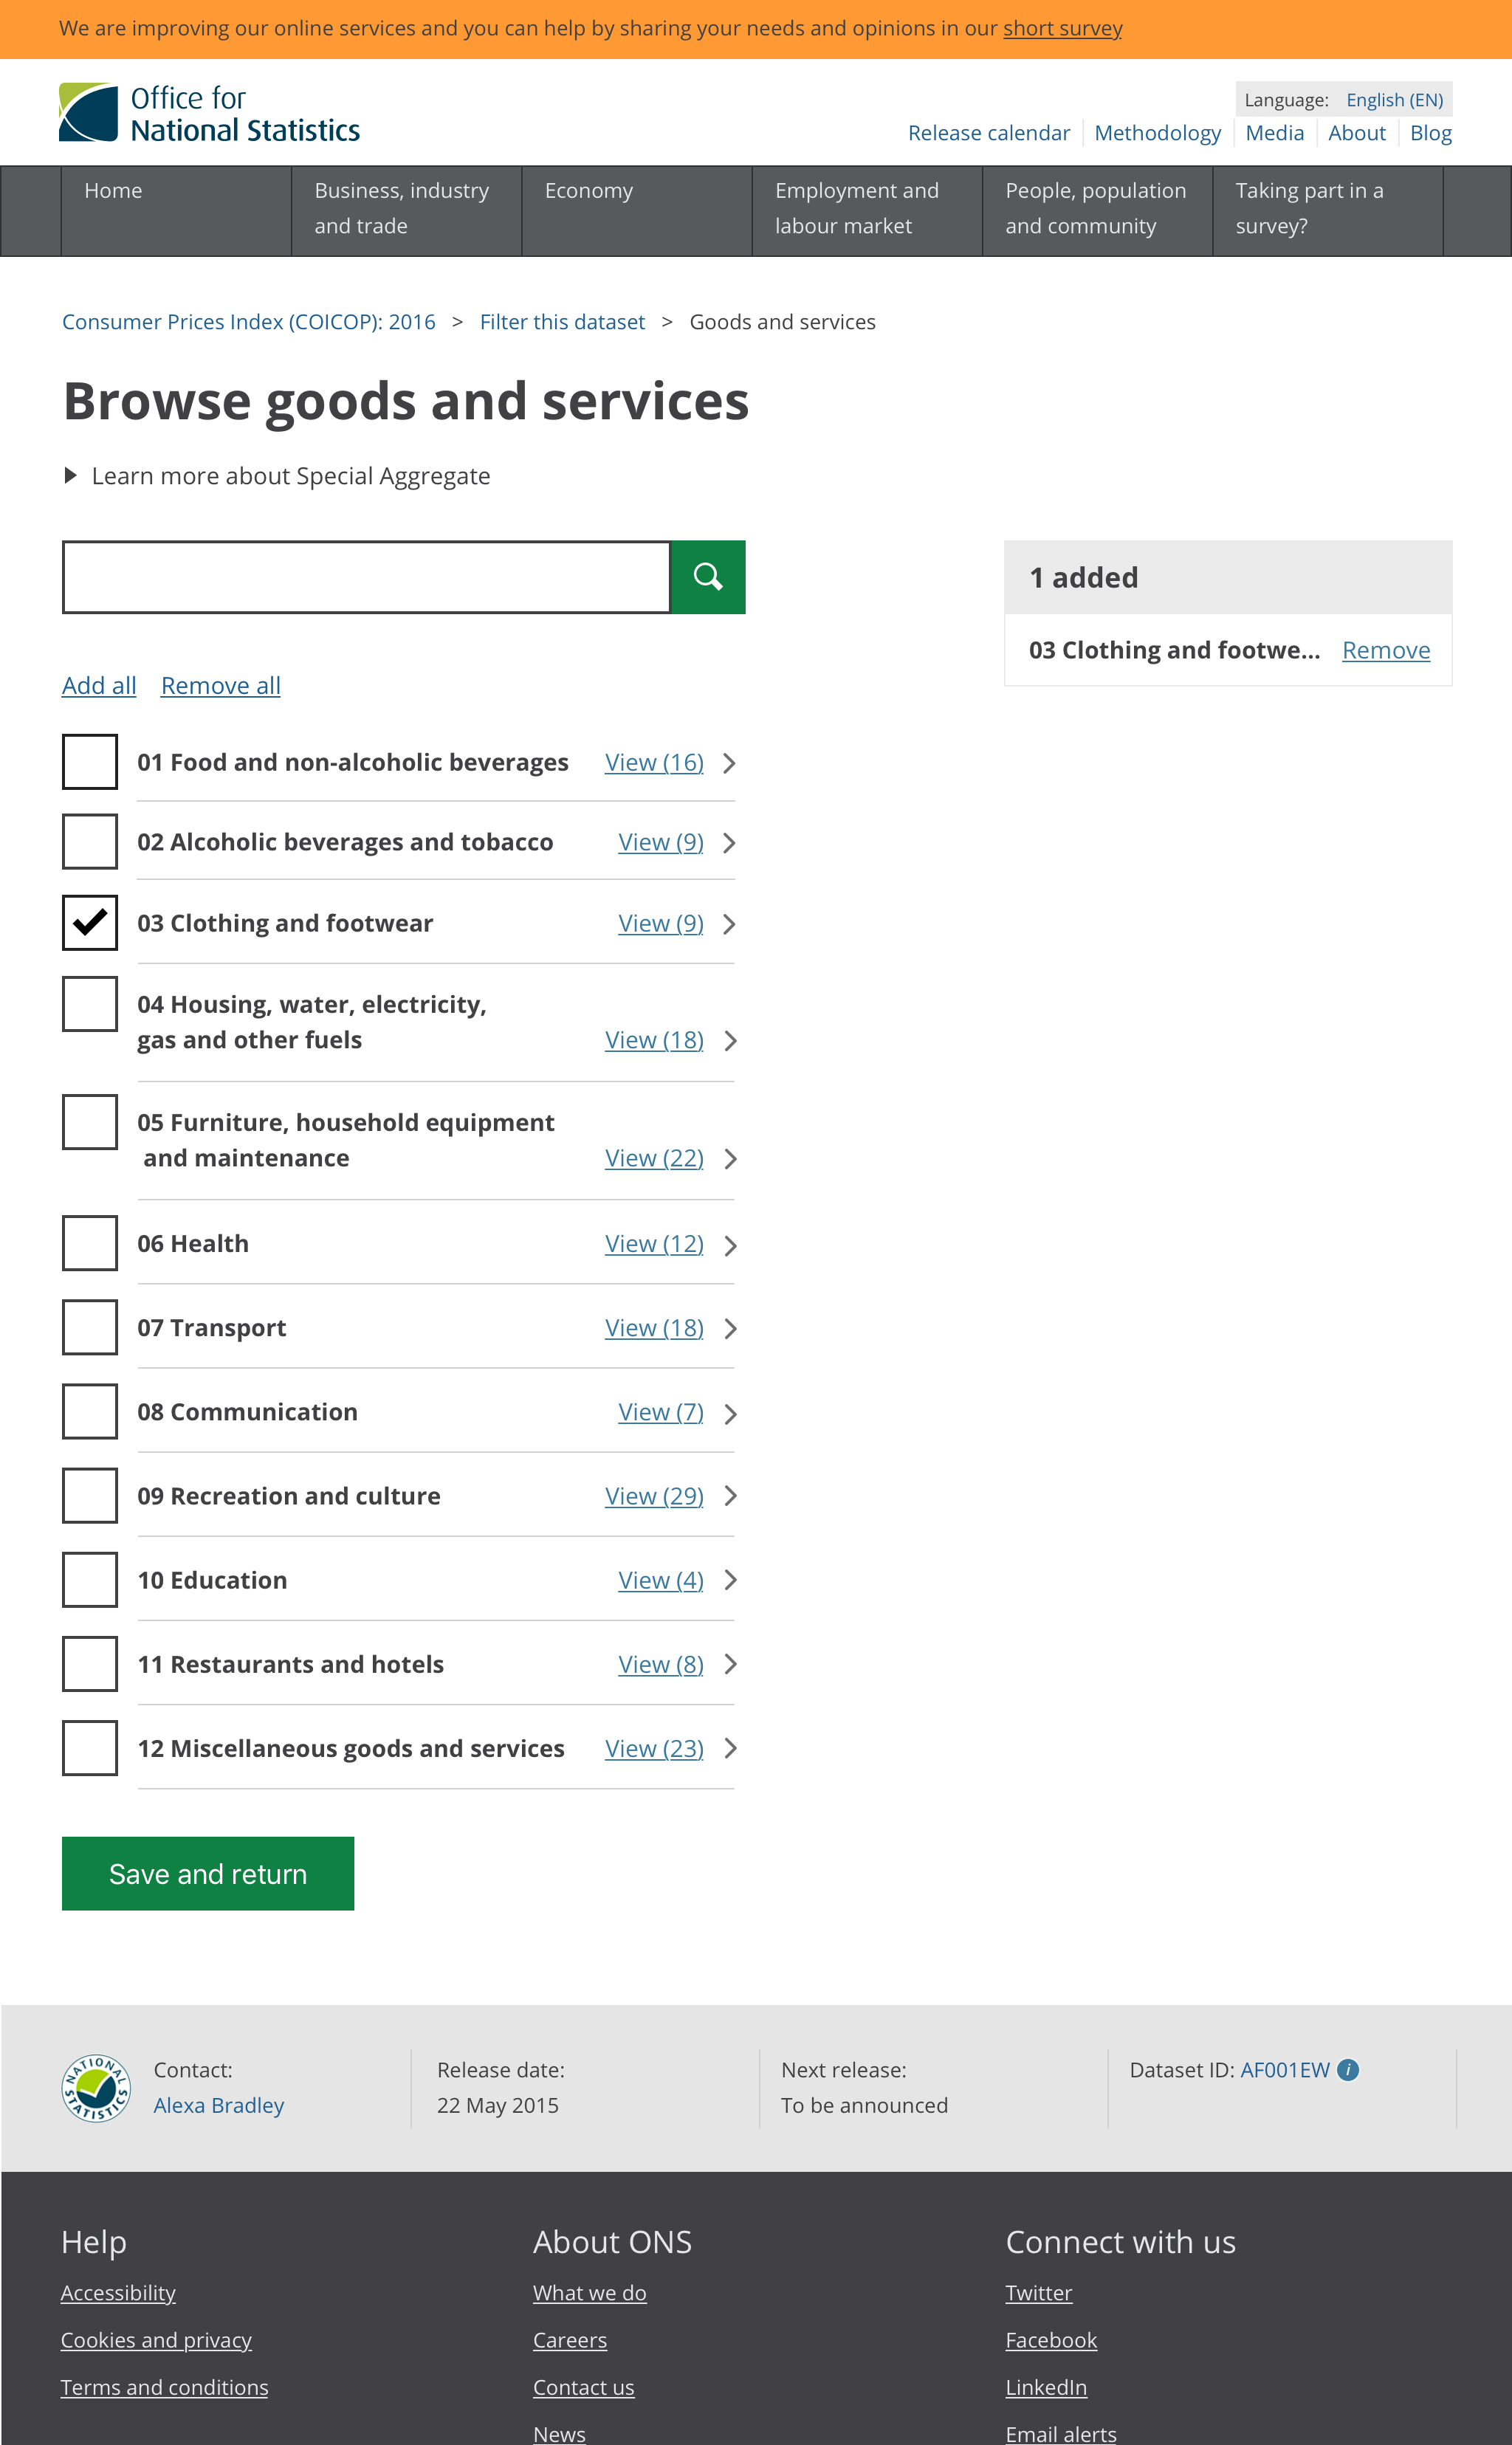 We are improving our online services and you can help by sharing your needs and opinions in our short survey
Office for
National Statistics
Language: English (EN)
Release calendar Methodology Media About Blog
Home
Business, industry
and trade
Economy
Employment and
labour market
People, population
and community
Taking part in a
survey?
Consumer Prices Index (COICOP): 2016 > Filter this dataset > Goods and services
Browse goods and services
Learn more about Special Aggregate
1 added
03 Clothing and footwe... Remove
Add all Remove all
01 Food and non-alcoholic beverages View (16)
02 Alcoholic beverages and tobacco View (9)
03 Clothing and footwear View (9)
04 Housing, water, electricity,
gas and other fuels View (18)
05 Furniture, household equipment
and maintenance View (22)
06 Health View (12)
07 Transport View (18)
08 Communication View (7)
09 Recreation and culture View (29)
10 Education View (4)
11 Restaurants and hotels View (8)
12 Miscellaneous goods and services View (23)
Save and return
NATIONAL STATISTICS
Contact:
Alexa Bradley
Release date:
22 May 2015
Next release:
To be announced
Dataset ID: AF001EW i
Help
Accessibility
Cookies and privacy
Terms and conditions
About ONS
What we do
Careers
Contact us
News
Connect with us
Twitter
Facebook
LinkedIn
Email alerts